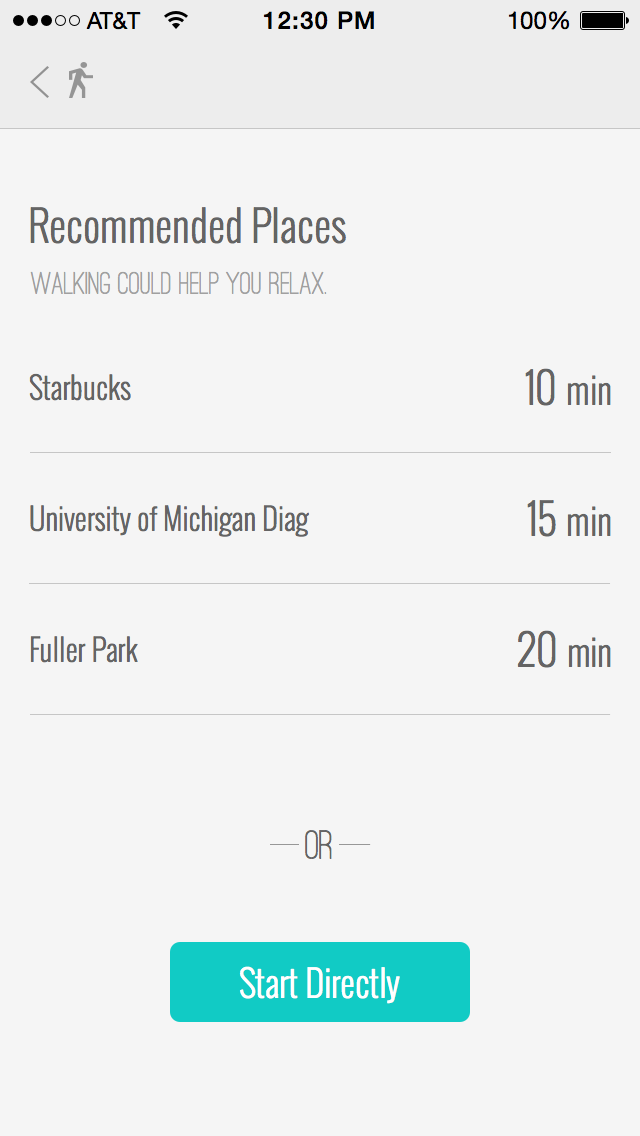 AT&T 12:30 PM 100%
Recommended Places
WALKING COULD HELP YOU RELAX.
Starbucks 10 min
University of Michigan Diag 15 min
Fuller Park 20 min
OR
Start Directly